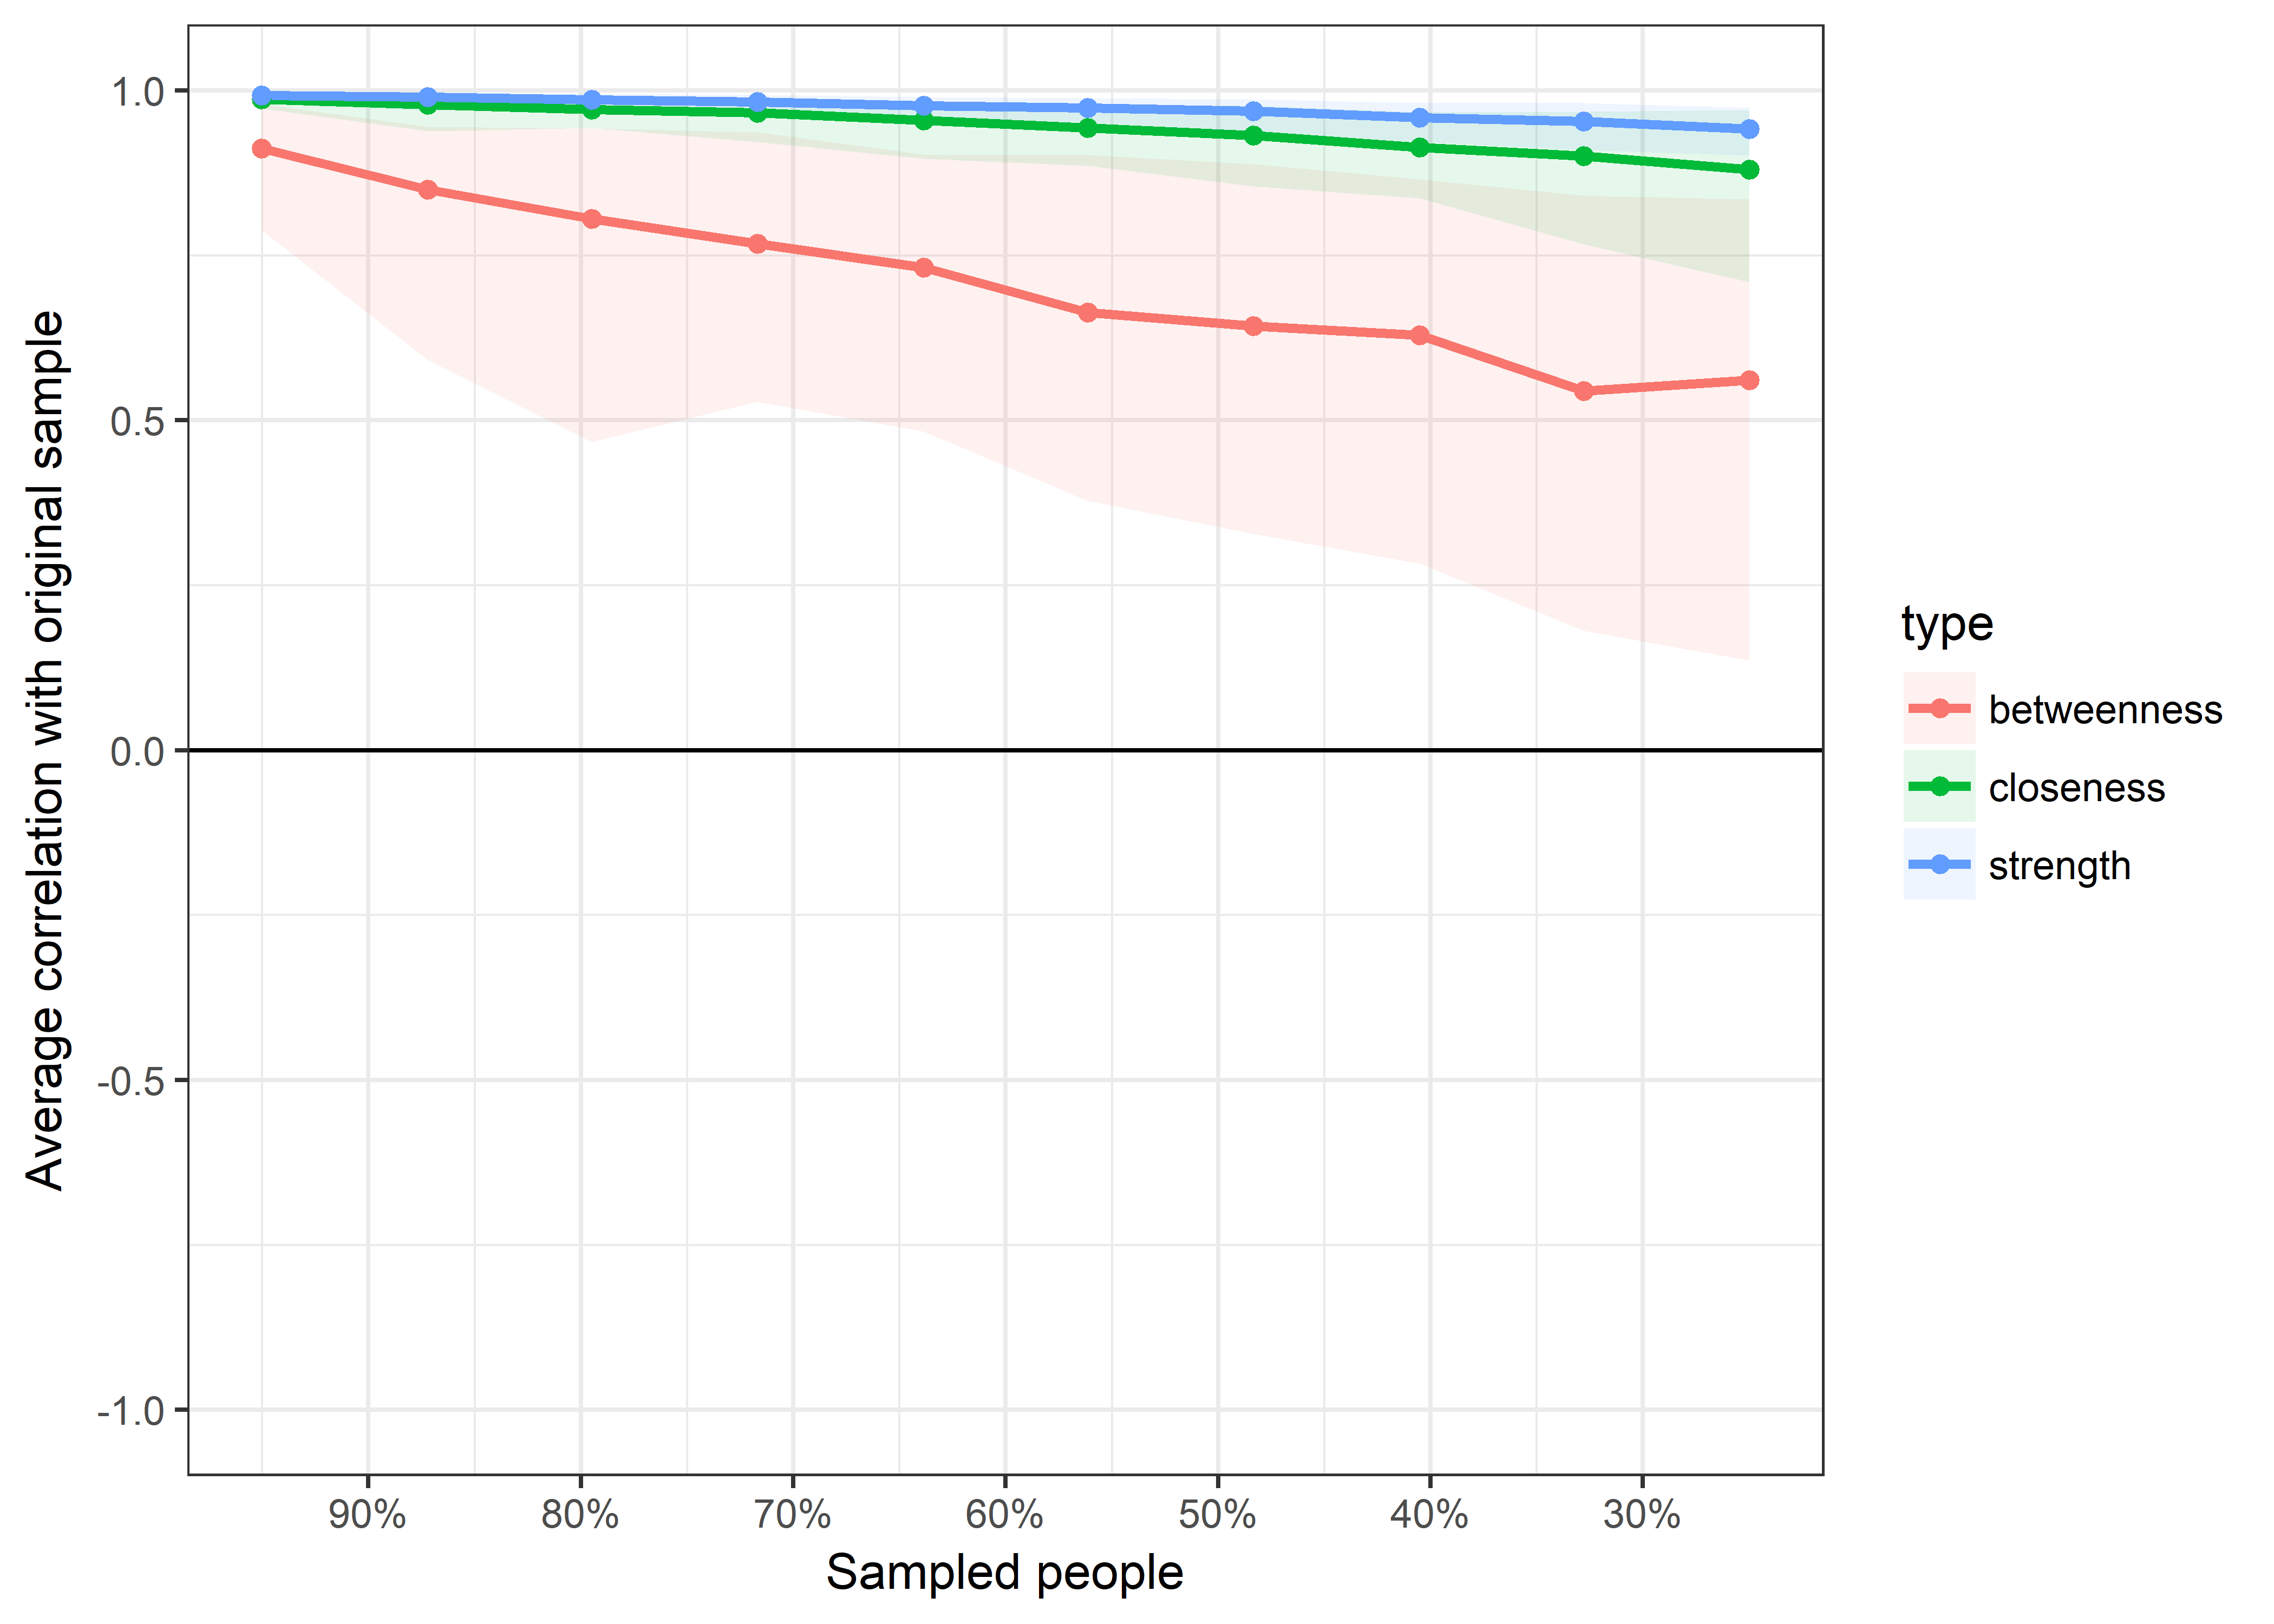 Average correlation with original sample
1.0
0.5
0.0
-0.5
-1.0
90% 80% 70% 60% 50% 40% 30%
Sampled people
type
betweenness
closeness
strength